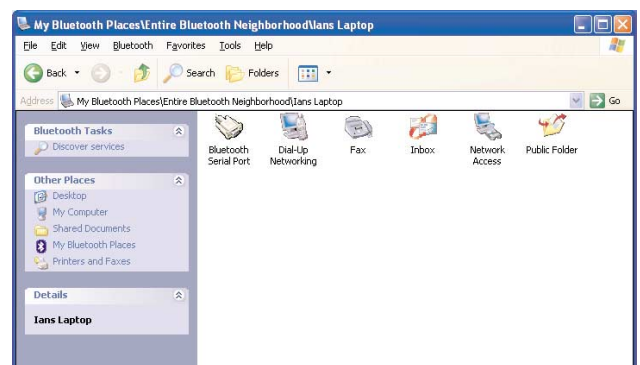 My Bluetooth Places\Entire Bluetooth Neighborhood\Ians Laptop
File Edit View Bluetooth Favorites Tools Help
Back Search Folders
Address My Bluetooth Places\Entire Bluetooth Neighborhood\Ians Laptop Go
Bluetooth Tasks
Discover services
Other Places
Desktop
My Computer
Shared Documents
My Bluetooth Places
Printers and Faxes
Details
Ians Laptop
Bluetooth Serial Port
Dial-Up Networking
Fax
Inbox
Network Access
Public Folder